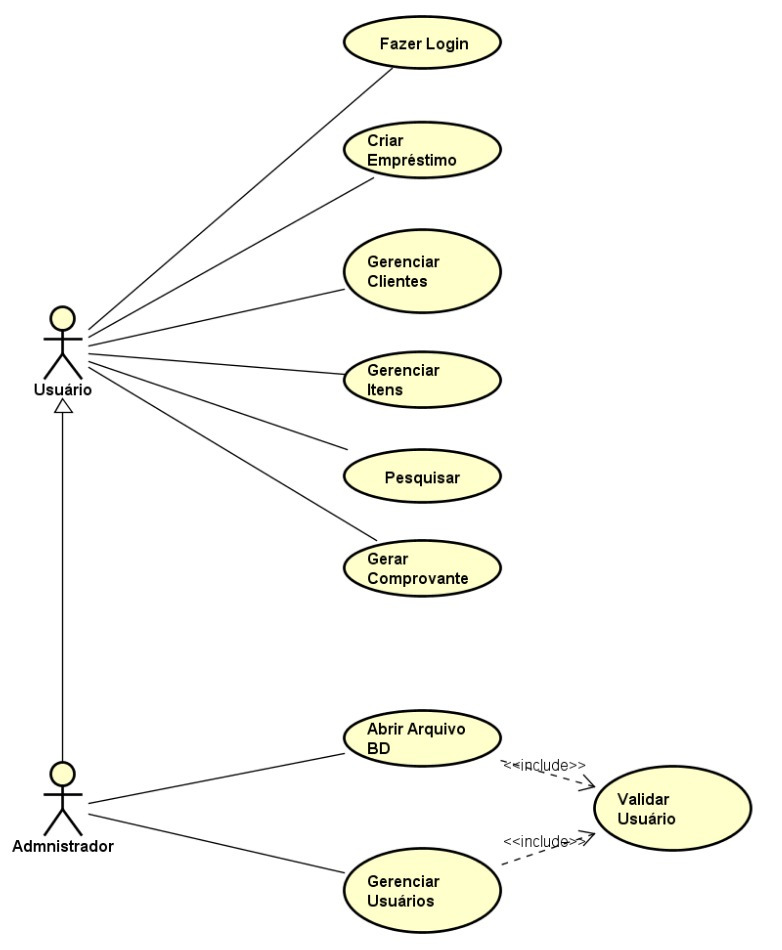 Fazer Login
Criar
Empréstimo
Gerenciar
Clientes
Usuário
Gerenciar
Itens
Pesquisar
Gerar
Comprovante
Abrir Arquivo
BD
<<include>>
Validar
Usuário
Admnistrador
<<include>>
Gerenciar
Usuários